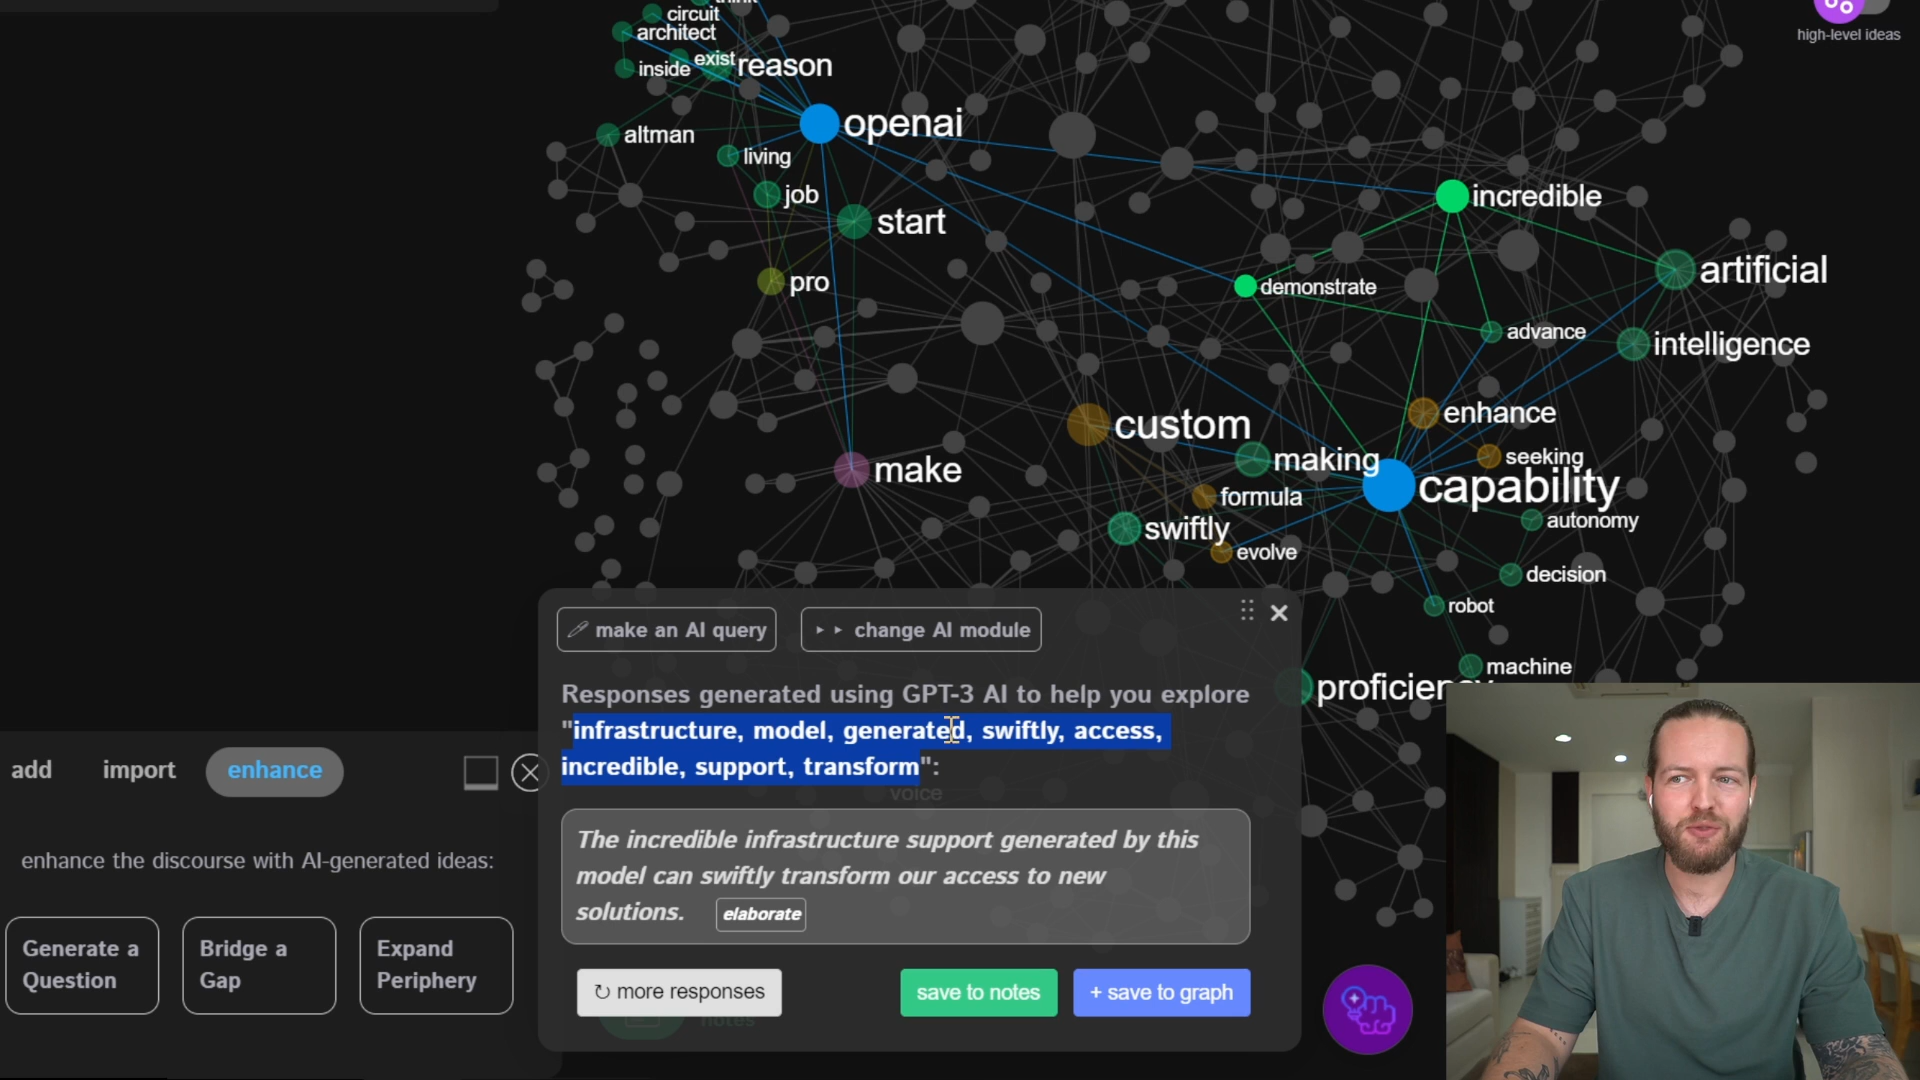 think
circuit
architect
high-level ideas
inside
exist
reason
openai
altman
living
job
incredible
start
artificial
pro
demonstrate
advance
intelligence
custom
enhance
making
seeking
make
capability
formula
swiftly
autonomy
evolve
decision
robot
make an AI query
change AI module
machine
proficiency
Responses generated using GPT-3 AI to help you explore
"infrastructure, model, generated, swiftly, access,
incredible, support, transform":
voice
add
import
enhance
The incredible infrastructure support generated by this
model can swiftly transform our access to new
solutions.
elaborate
enhance the discourse with AI-generated ideas:
Generate a
Question
Bridge a
Gap
Expand
Periphery
↻ more responses
save to notes
+ save to graph
notes